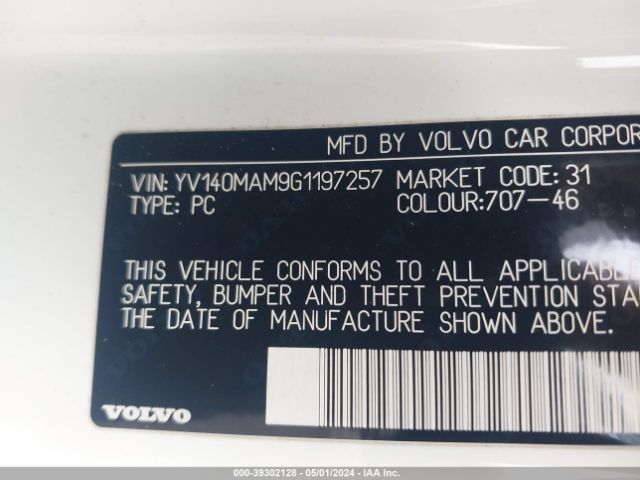 MFD BY VOLVO CAR CORPOR
VIN: YV140MAM9G1197257 MARKET CODE: 31
TYPE: PC COLOUR:707-46
THIS VEHICLE CONFORMS TO ALL APPLICABLE
SAFETY, BUMPER AND THEFT PREVENTION STA
THE DATE OF MANUFACTURE SHOWN ABOVE.
VOLVO
000-39302128 - 05/01/2024 - IAA Inc.